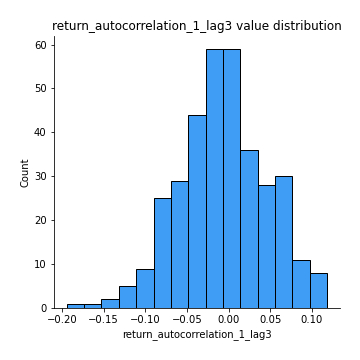 return_autocorrelation_1_lag3 value distribution
60
50
40
30
20
10
0
Count
−0.20 −0.15 −0.10 −0.05 0.00 0.05 0.10
return_autocorrelation_1_lag3